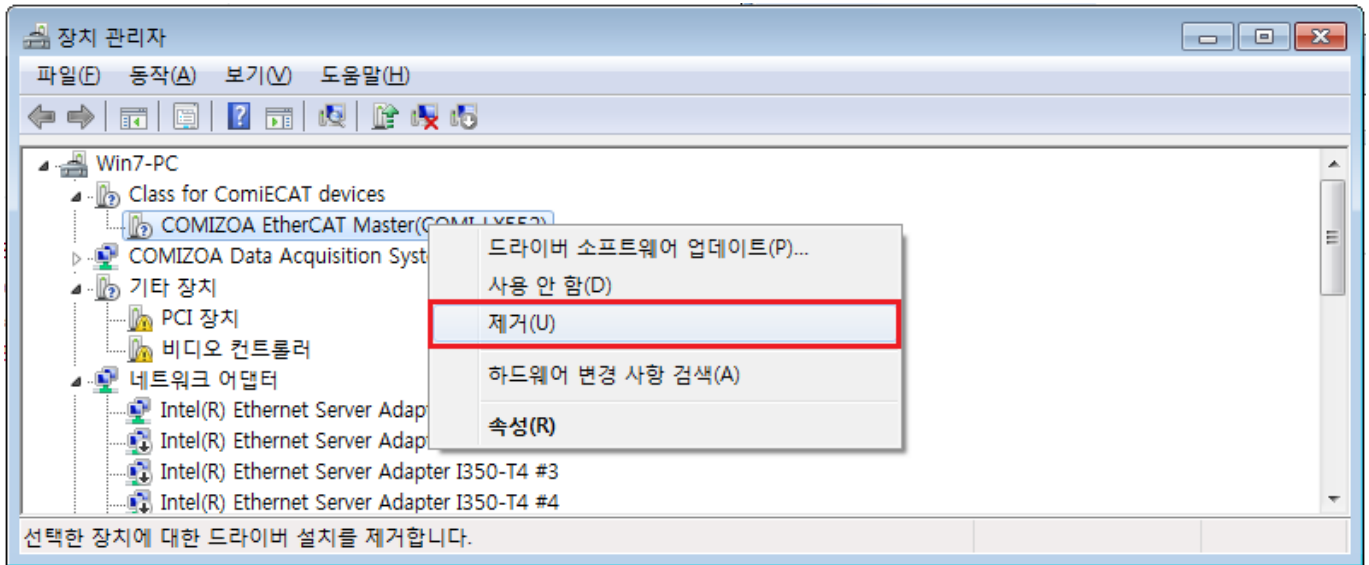 장치 관리자
파일(F) 동작(A) 보기(V) 도움말(H)
Win7-PC
Class for ComiECAT devices
COMIZOA EtherCAT Master(COMI-LX552)
COMIZOA Data Acquisition Syst
기타 장치
PCI 장치
비디오 컨트롤러
네트워크 어댑터
Intel(R) Ethernet Server Adap
Intel(R) Ethernet Server Adap
Intel(R) Ethernet Server Adapter I350-T4 #3
Intel(R) Ethernet Server Adapter I350-T4 #4
드라이버 소프트웨어 업데이트(P)...
사용 안 함(D)
제거(U)
하드웨어 변경 사항 검색(A)
속성(R)
선택한 장치에 대한 드라이버 설치를 제거합니다.